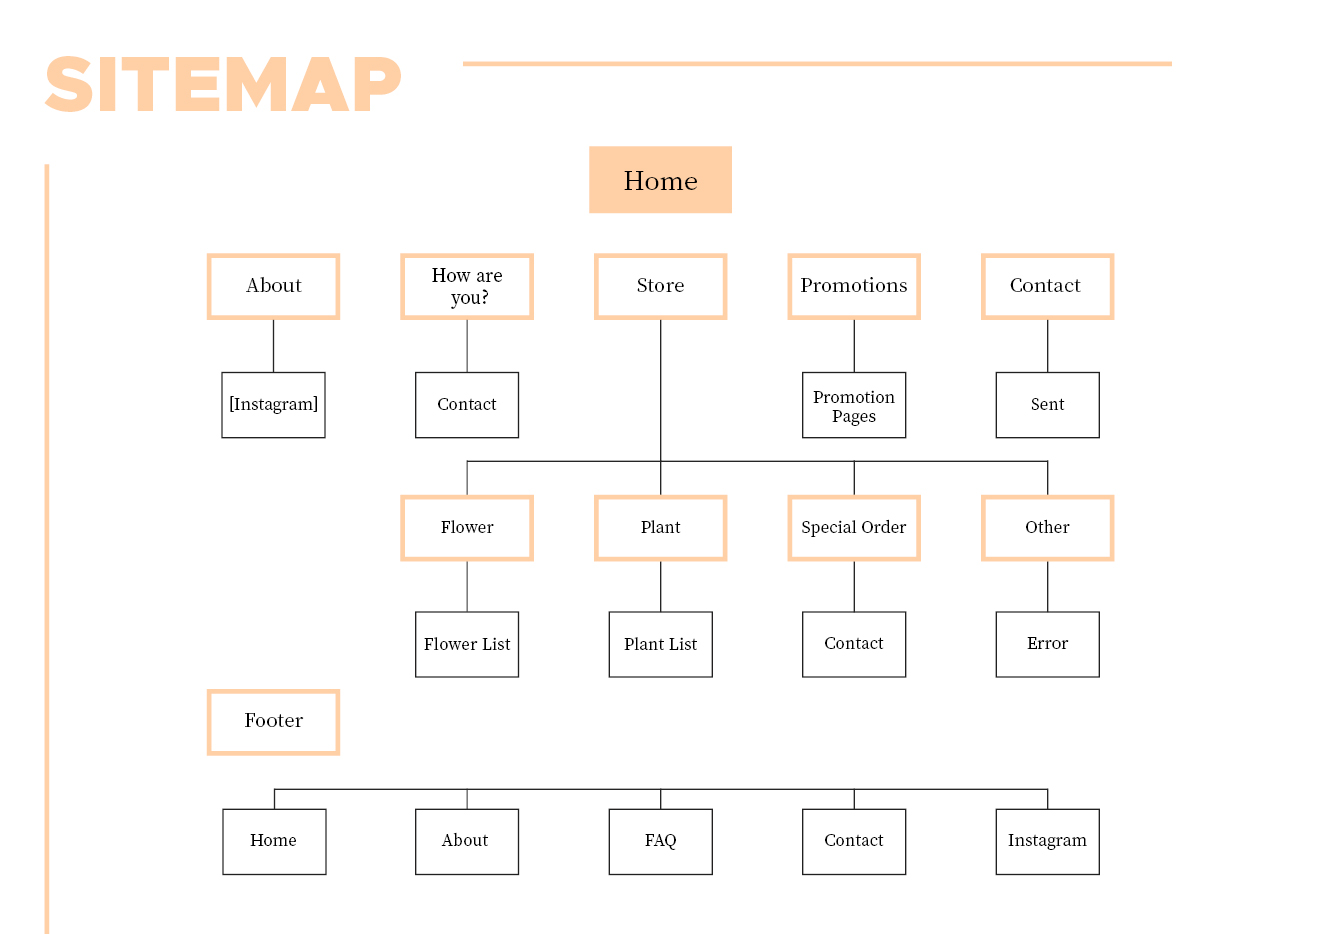 SITEMAP
Home
About
How are
you?
Store
Promotions
Contact
[Instagram]
Contact
Promotion
Pages
Sent
Flower
Plant
Special Order
Other
Flower List
Plant List
Contact
Error
Footer
Home
About
FAQ
Contact
Instagram